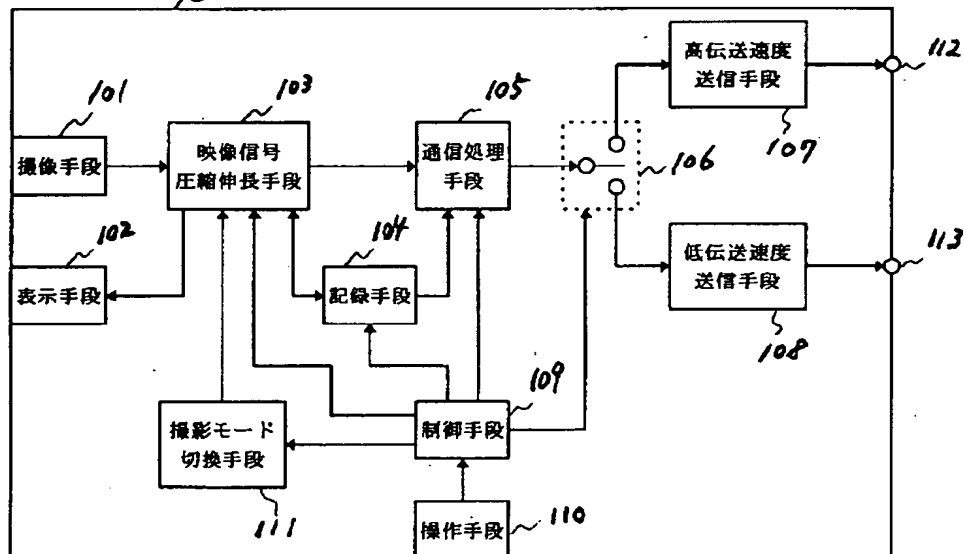 高伝送速度
送信手段
112
101
103
105
撮像手段
映像信号
圧縮伸長手段
通信処理
手段
106
107
102
104
113
表示手段
記録手段
低伝送速度
送信手段
108
109
撮影モード
切換手段
制御手段
111
操作手段
110